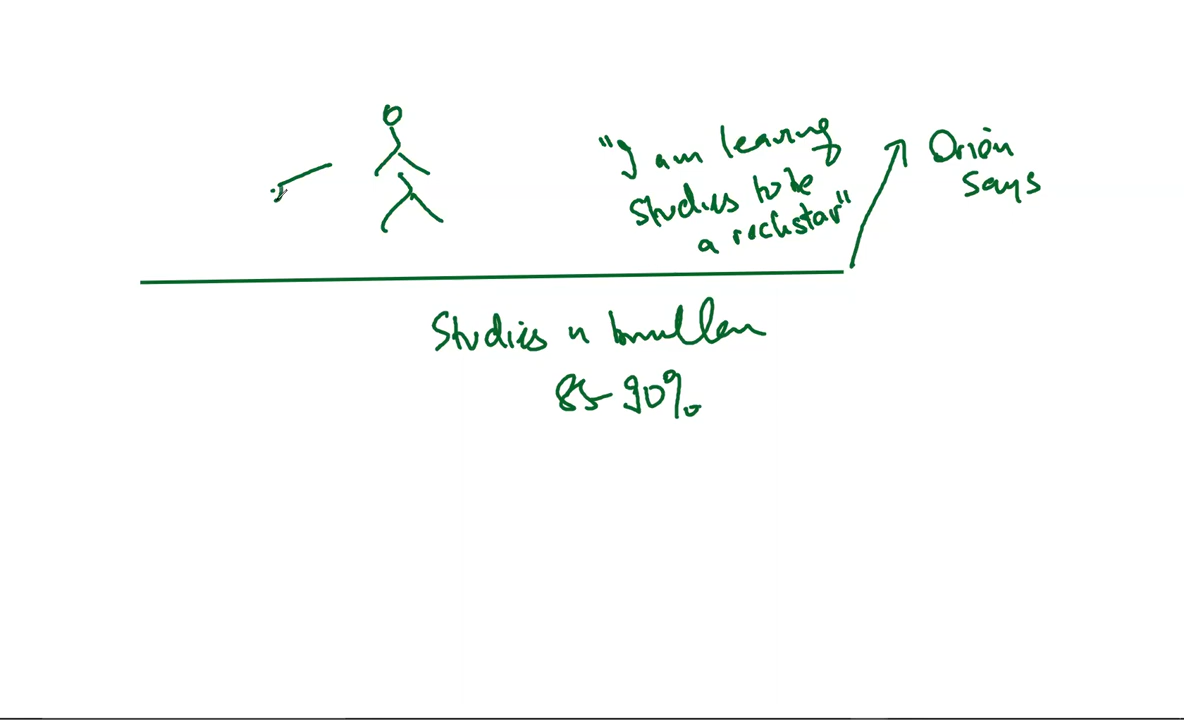 "I am leaving
studies to be
a rockstar"
Orion
says
Studies n
85-90%